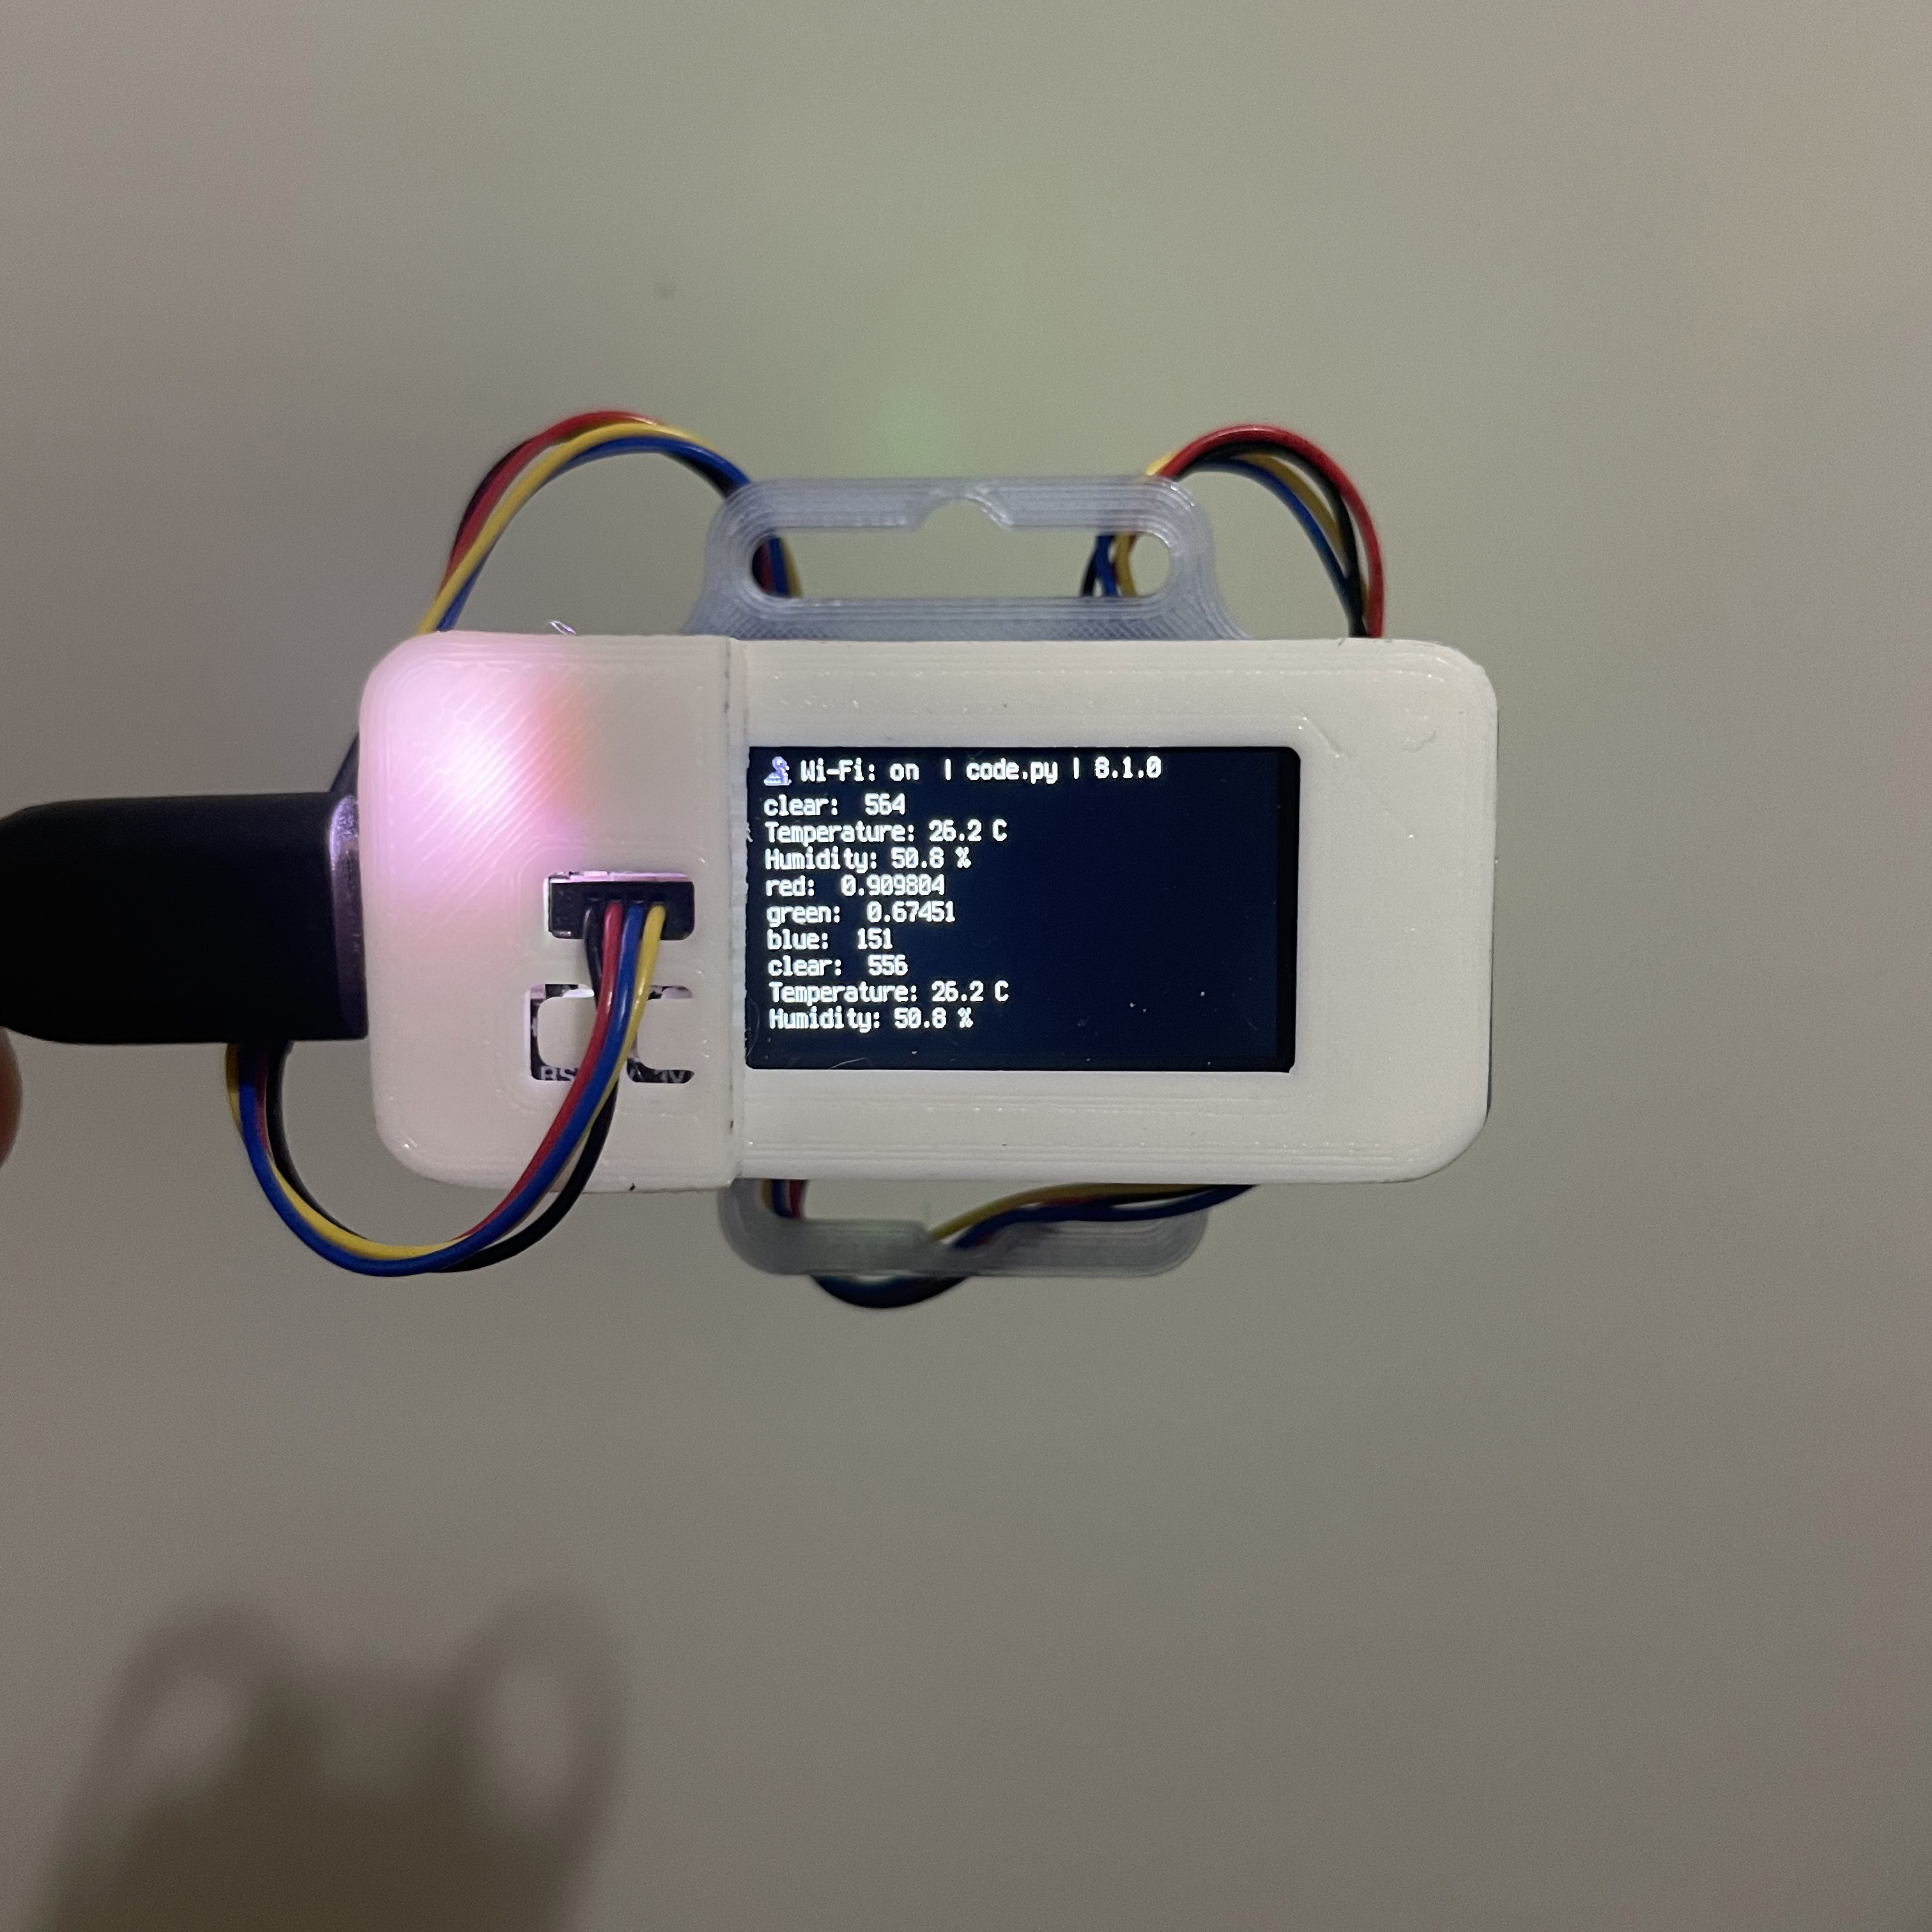 Wi-Fi: on | code.py | 8.1.0
clear: 564
Temperature: 26.2 C
Humidity: 50.8 %
red: 0.909804
green: 0.67451
blue: 151
clear: 556
Temperature: 26.2 C
Humidity: 50.8 %